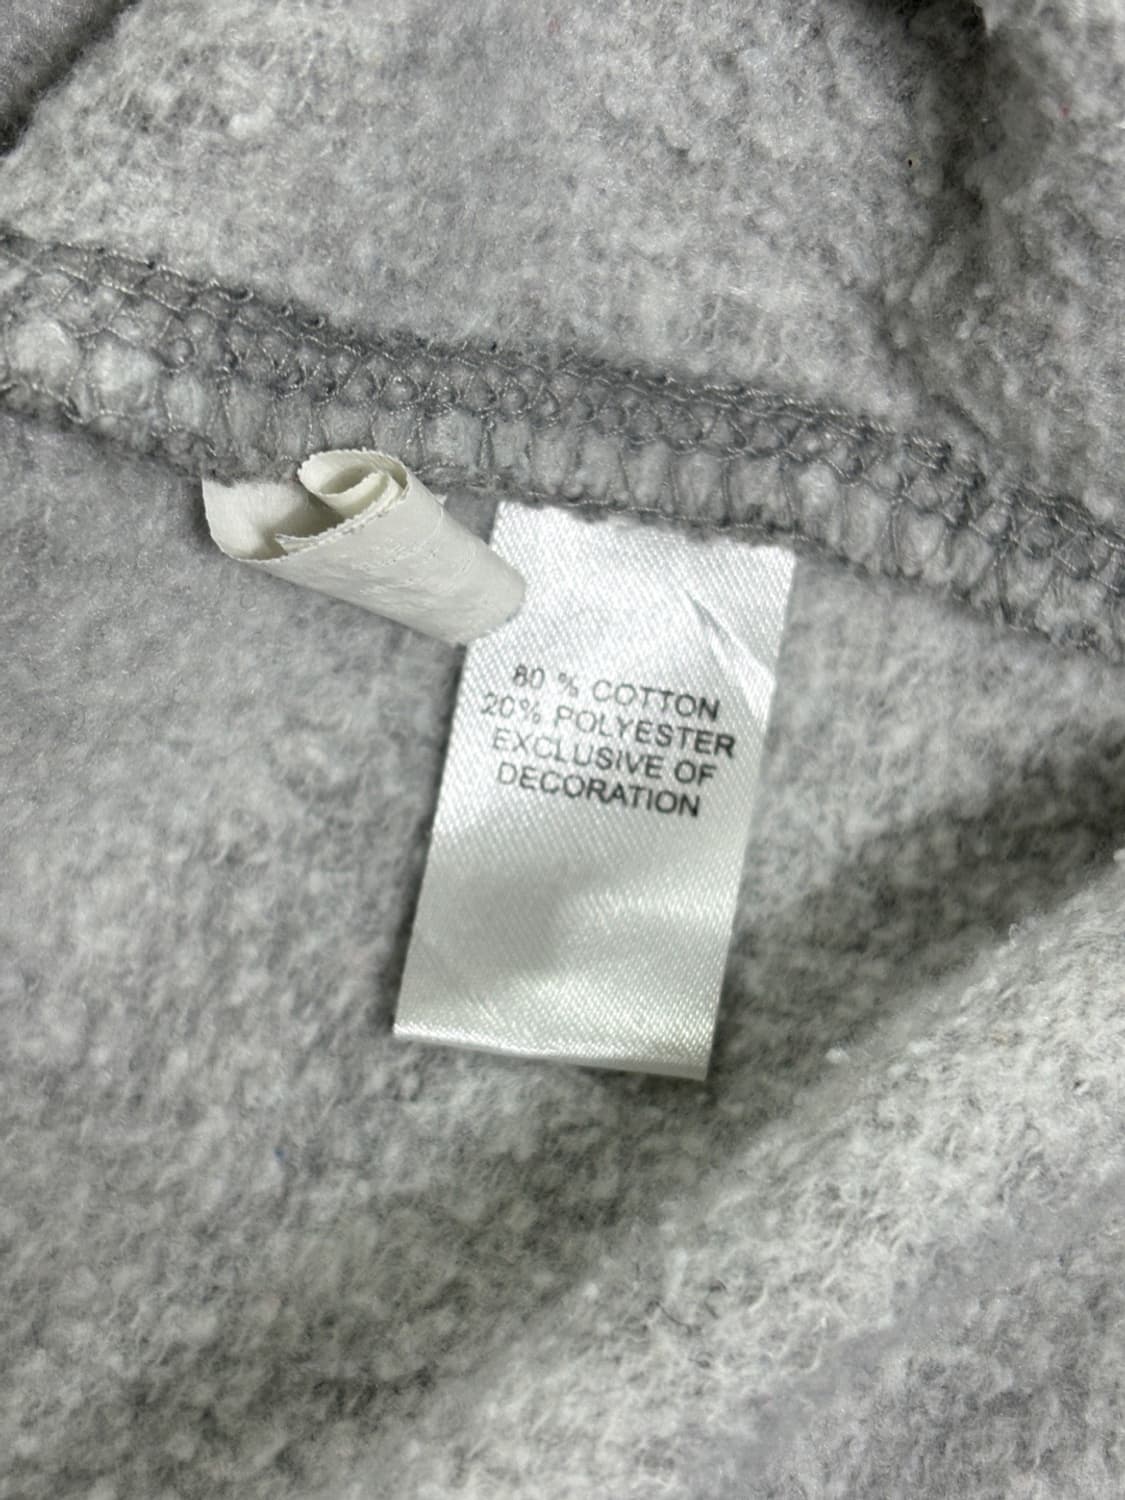 80 % COTTON
20% POLYESTER
EXCLUSIVE OF
DECORATION